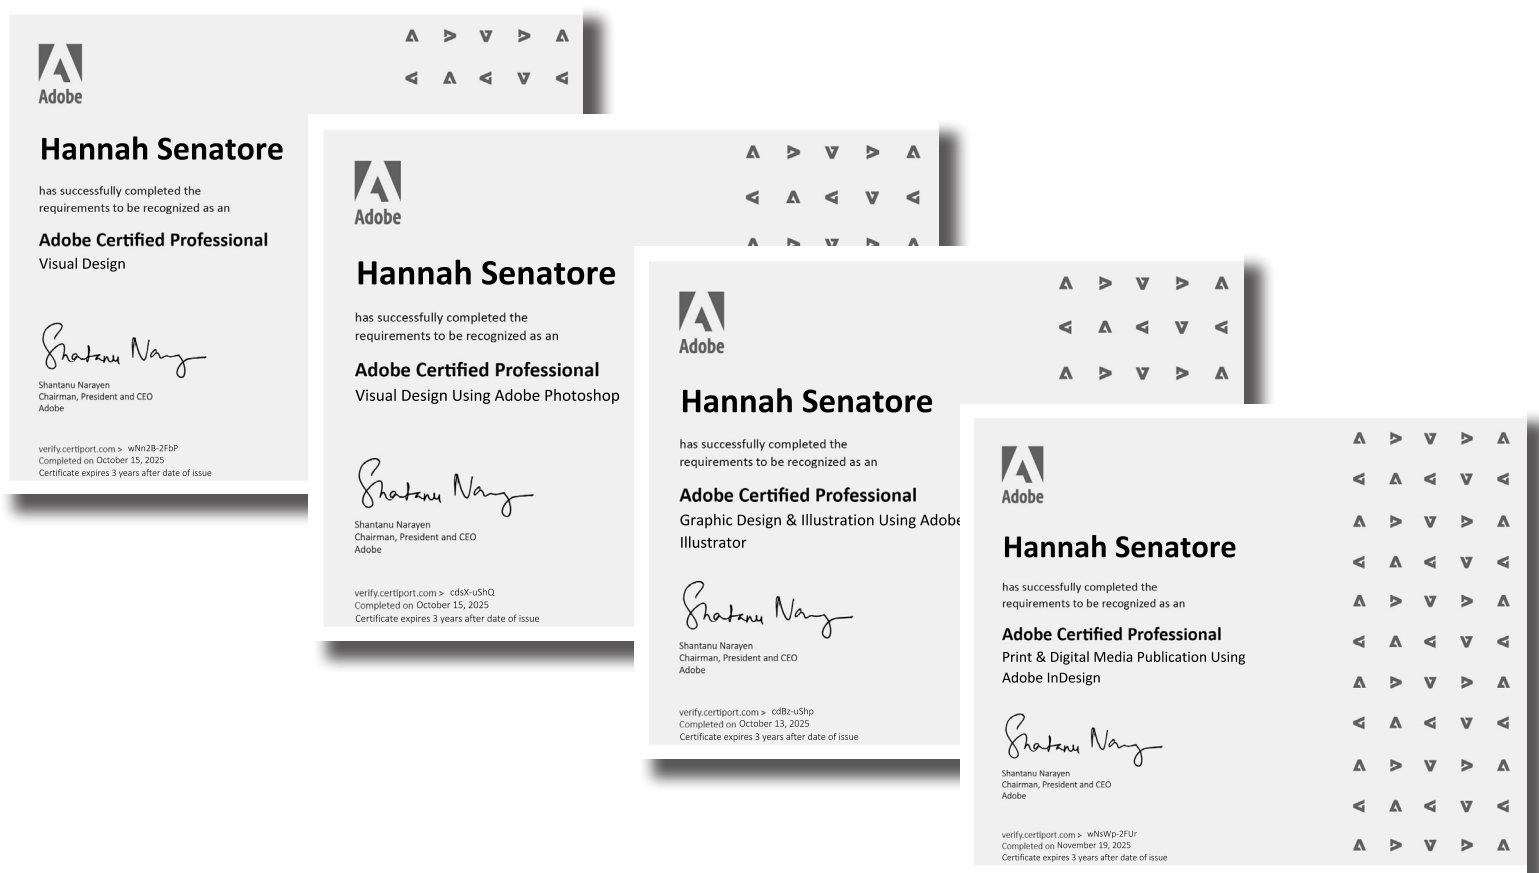 Adobe
Hannah Senatore
has successfully completed the
requirements to be recognized as an
Adobe Certified Professional
Visual Design
Shantanu Narayen
Shantanu Narayen
Chairman, President and CEO
Adobe
verify.certiport.com > wNn2B-2FbP
Completed on October 15, 2025
Certificate expires 3 years after date of issue
Adobe
Hannah Senatore
has successfully completed the
requirements to be recognized as an
Adobe Certified Professional
Visual Design Using Adobe Photoshop
Shantanu Narayen
Shantanu Narayen
Chairman, President and CEO
Adobe
verify.certiport.com > cdsX-uShQ
Completed on October 15, 2025
Certificate expires 3 years after date of issue
Adobe
Hannah Senatore
has successfully completed the
requirements to be recognized as an
Adobe Certified Professional
Graphic Design & Illustration Using Adobe
Illustrator
Shantanu Narayen
Shantanu Narayen
Chairman, President and CEO
Adobe
verify.certiport.com > cdBz-uShp
Completed on October 13, 2025
Certificate expires 3 years after date of issue
Adobe
Hannah Senatore
has successfully completed the
requirements to be recognized as an
Adobe Certified Professional
Print & Digital Media Publication Using
Adobe InDesign
Shantanu Narayen
Shantanu Narayen
Chairman, President and CEO
Adobe
verify.certiport.com > wNsWp-2FUr
Completed on November 19, 2025
Certificate expires 3 years after date of issue